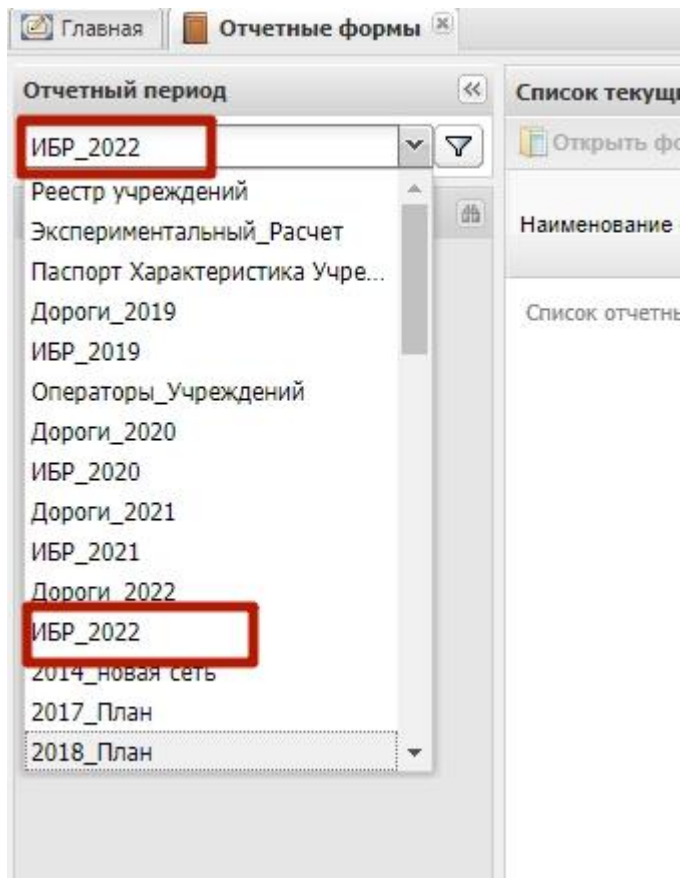 Главная Отчетные формы
Отчетный период
Список текущи
ИБР_2022
Открыть фо
Реестр учреждений
Экспериментальный_Расчет
Наименование
Паспорт Характеристика Учре...
Дороги_2019
Список отчетны
ИБР_2019
Операторы_Учреждений
Дороги_2020
ИБР_2020
Дороги_2021
ИБР_2021
Дороги_2022
ИБР_2022
2014_новая сеть
2017_План
2018_План